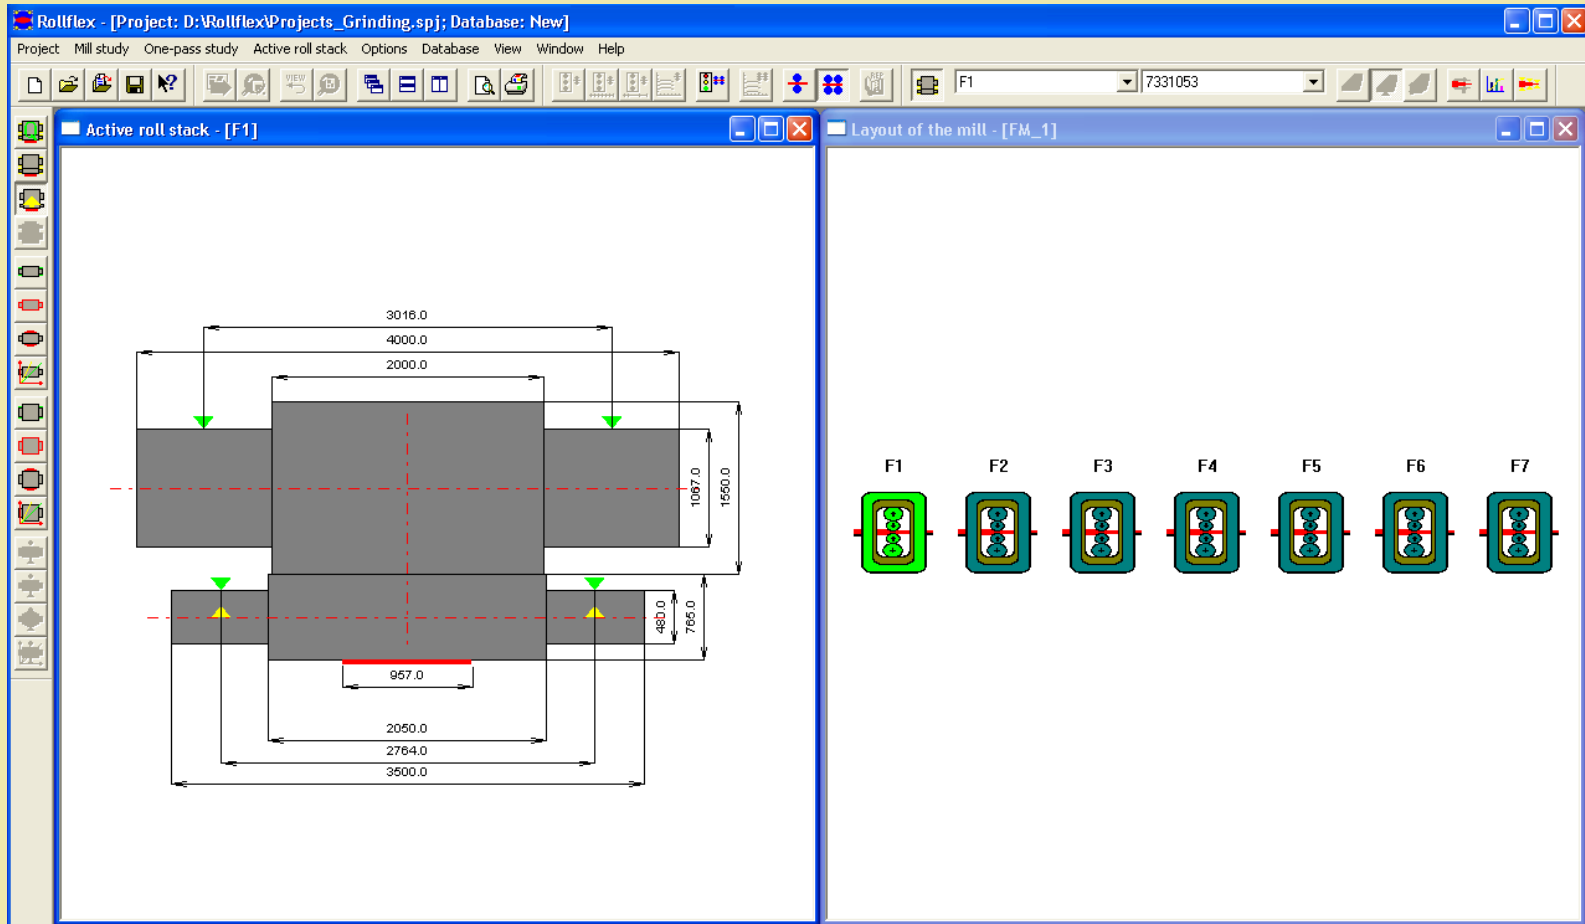 Rollflex - [Project: D:\Rollflex\Projects_Grinding.spj; Database: New]
Project Mill study One-pass study Active roll stack Options Database View Window Help
VIEW
REP
F1 7331053
Active roll stack - [F1]
3016.0
4000.0
2000.0
1067.0
1550.0
480.0
765.0
957.0
2050.0
2764.0
3500.0
Layout of the mill - [FM_1]
F1 F2 F3 F4 F5 F6 F7